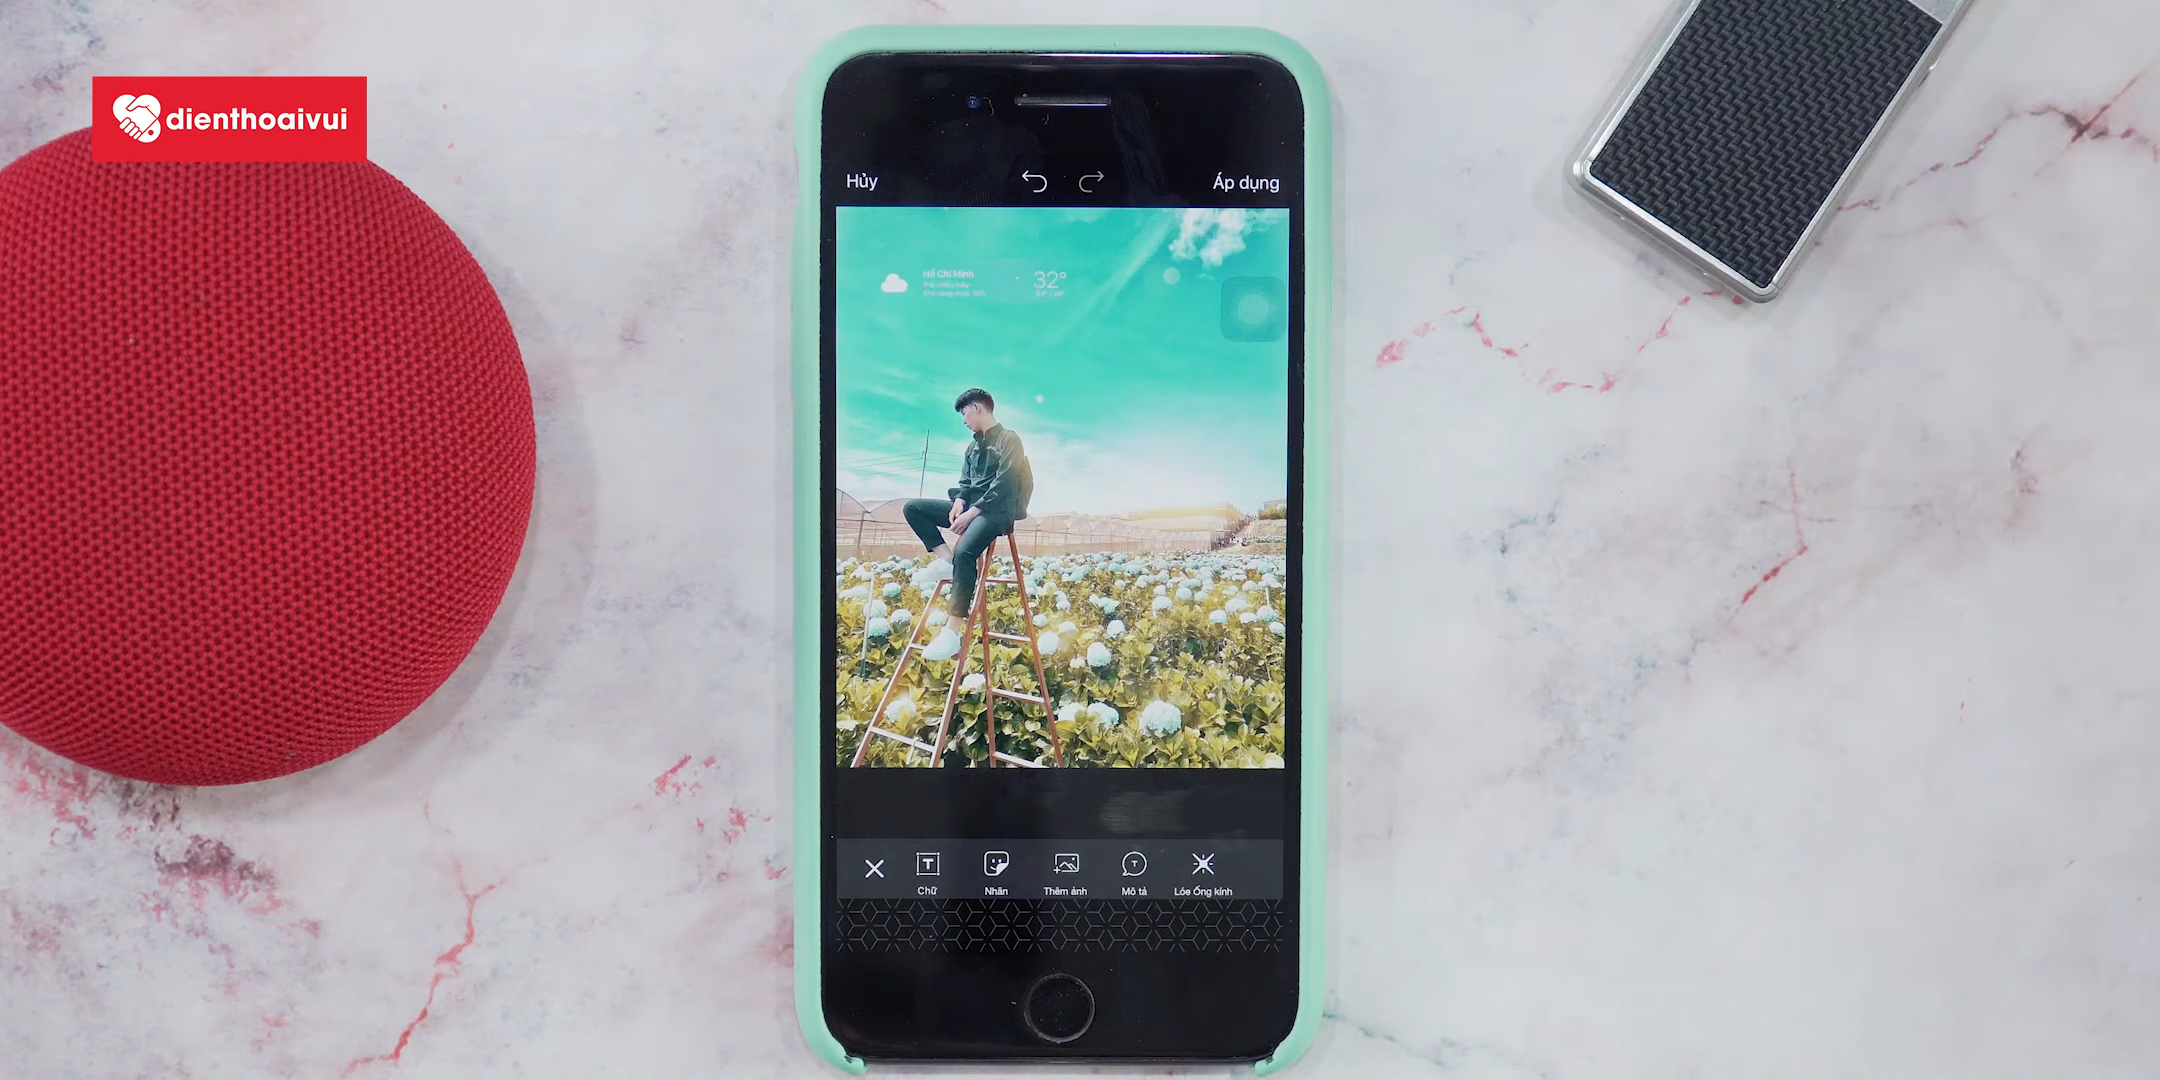 dienthoaivui
Hủy
Áp dụng
Hồ Chí Minh
32°
T
T
Chữ
Nhãn
Thêm ảnh
Mô tả
Lóe Ống kính